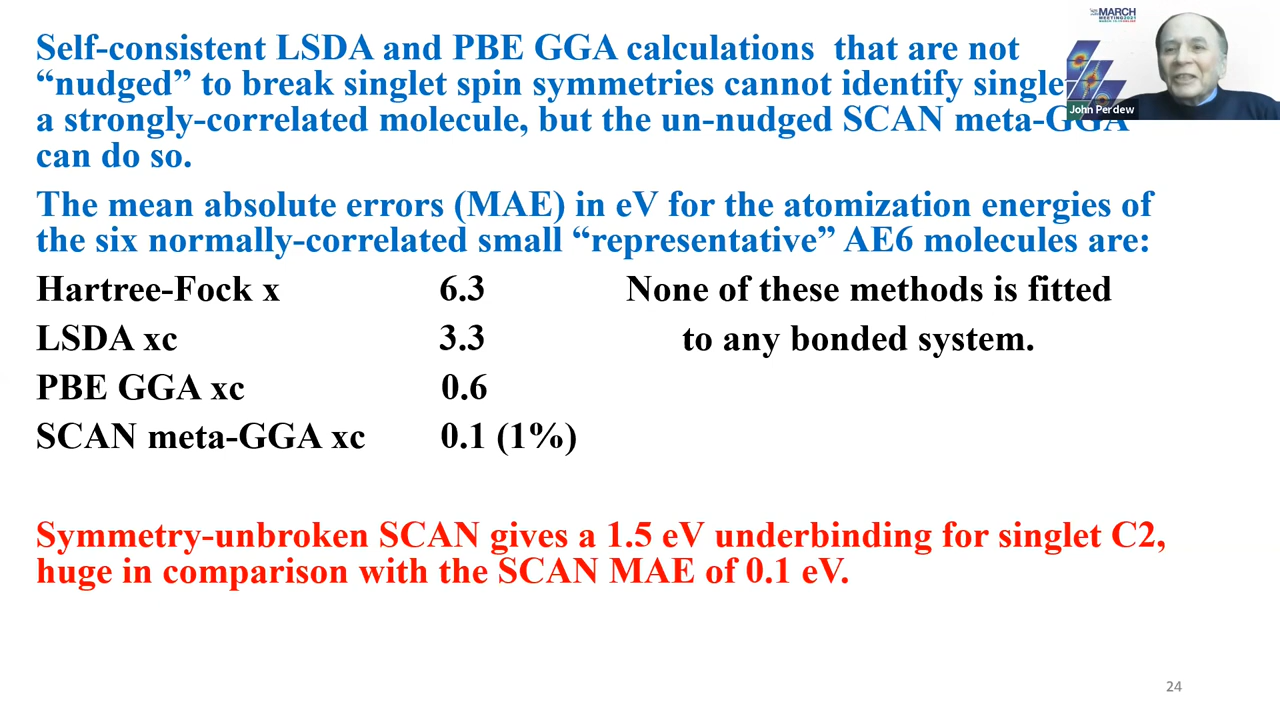 Self-consistent LSDA and PBE GGA calculations that are not
“nudged” to break singlet spin symmetries cannot identify
a strongly-correlated molecule, but the un-nudged SCAN meta-GGA
can do so.
MARCH
MEETING2021
John Perdew
The mean absolute errors (MAE) in eV for the atomization energies of
the six normally-correlated small “representative” AE6 molecules are:
Hartree-Fock x 6.3 None of these methods is fitted
LSDA xc 3.3 to any bonded system.
PBE GGA xc 0.6
SCAN meta-GGA xc 0.1 (1%)
Symmetry-unbroken SCAN gives a 1.5 eV underbinding for singlet C2,
huge in comparison with the SCAN MAE of 0.1 eV.
24